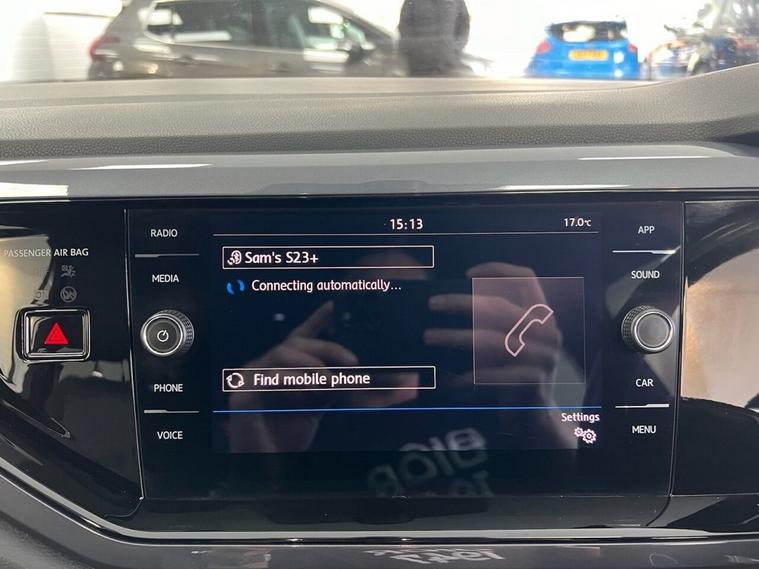 15:13
17.0°C
RADIO
MEDIA
PHONE
VOICE
APP
SOUND
CAR
MENU
PASSENGER AIR BAG
Sam's S23+
Connecting automatically...
Find mobile phone
Settings